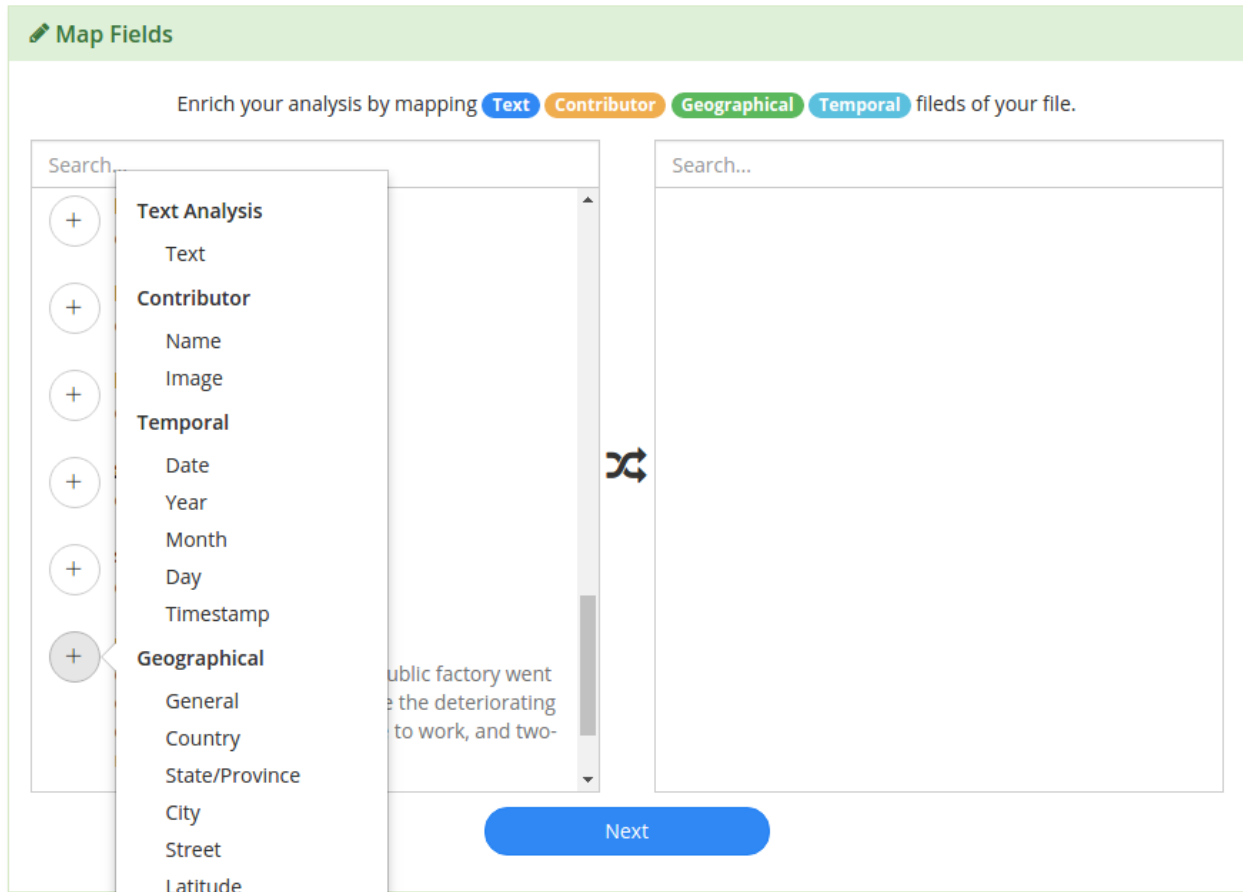 Map Fields
Enrich your analysis by mapping Text Contributor Geographical Temporal fileds of your file.
Search...
Search...
Text Analysis
Text
Contributor
Name
Image
Temporal
Date
Year
Month
Day
Timestamp
Geographical
General
Country
State/Province
City
Street
Latitude
factory went
the deteriorating
to work, and two-
Next